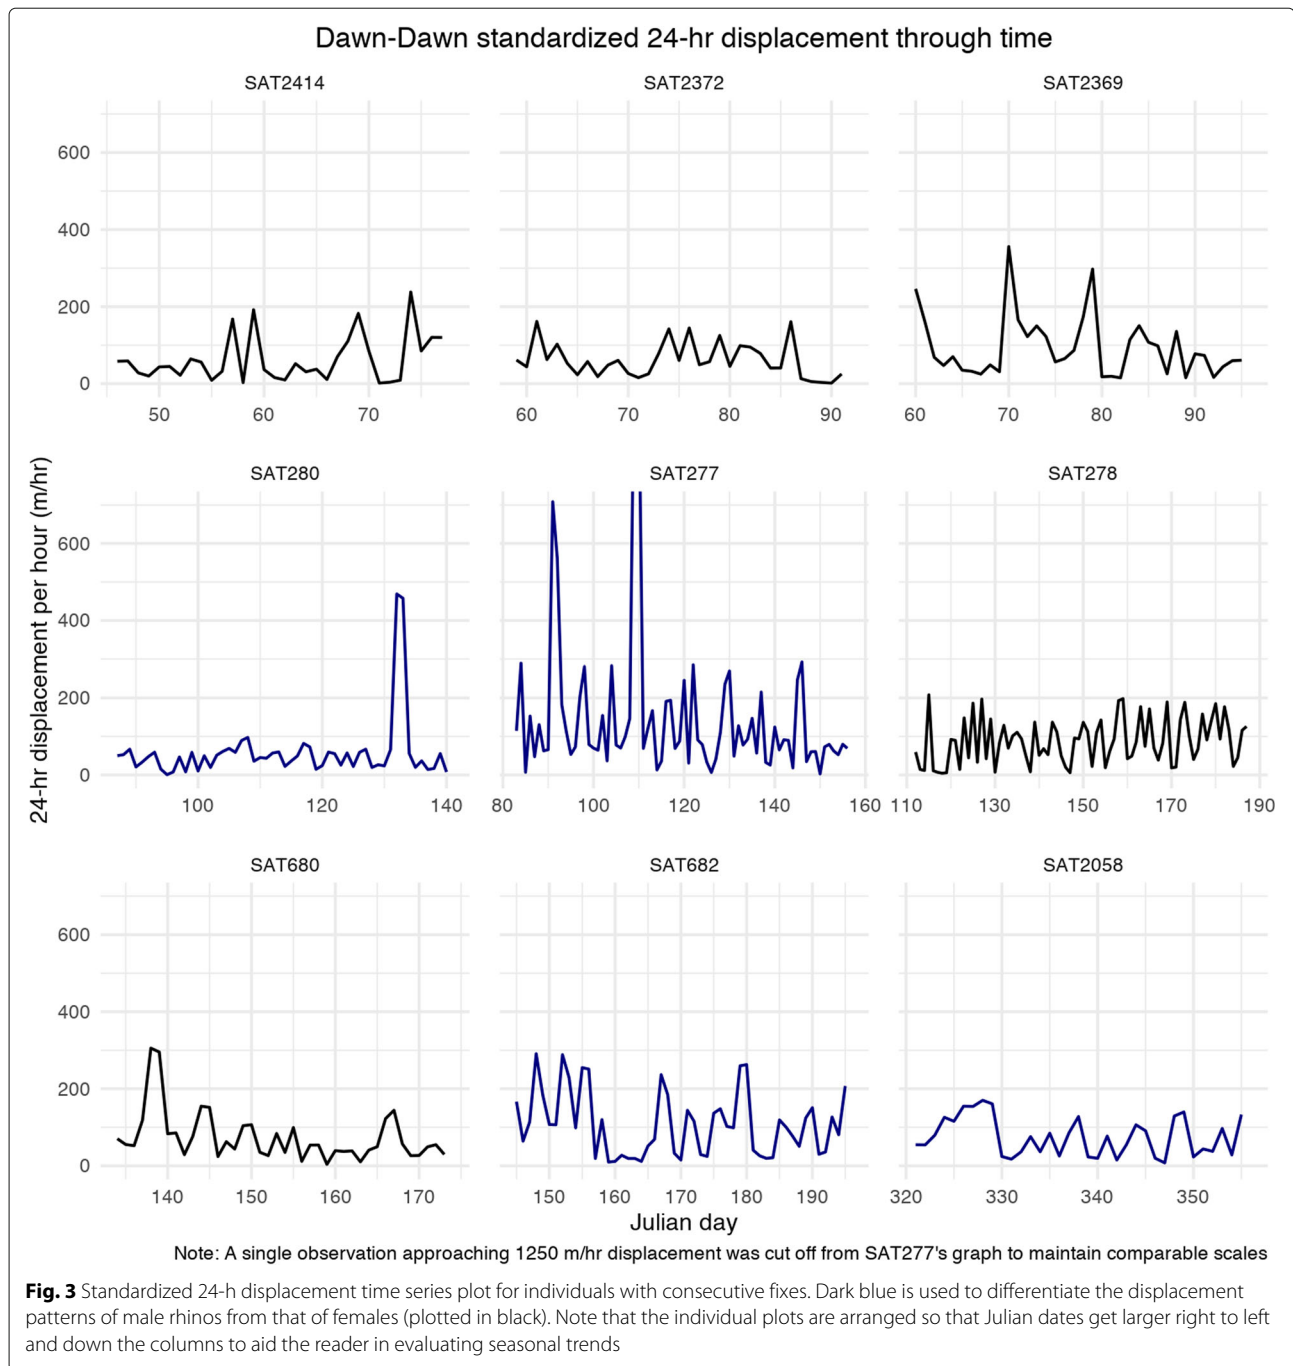 Dawn-Dawn standardized 24-hr displacement through time
SAT2414 SAT2372 SAT2369
600
400
200
0
50 60 70 60 70 80 90 60 70 80 90
24-hr displacement per hour (m/hr)
SAT280 SAT277 SAT278
600
400
200
0
100 120 140 80 100 120 140 160 110 130 150 170 190
SAT680 SAT682 SAT2058
600
400
200
0
140 150 160 170 150 160 170 180 190 320 330 340 350
Julian day
Note: A single observation approaching 1250 m/hr displacement was cut off from SAT277's graph to maintain comparable scales
Fig. 3 Standardized 24-h displacement time series plot for individuals with consecutive fixes. Dark blue is used to differentiate the displacement
patterns of male rhinos from that of females (plotted in black). Note that the individual plots are arranged so that Julian dates get larger right to left
and down the columns to aid the reader in evaluating seasonal trends